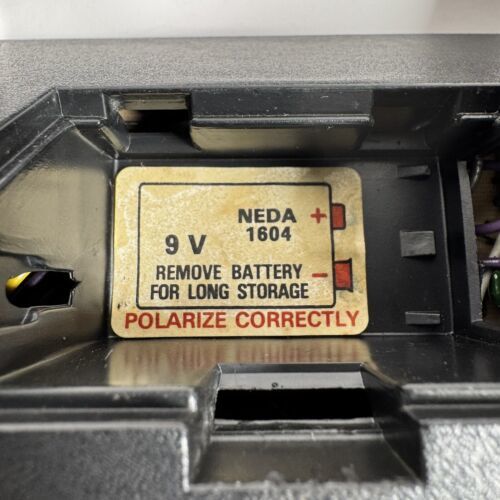 NEDA +
1604
9 V
REMOVE BATTERY -
FOR LONG STORAGE
POLARIZE CORRECTLY